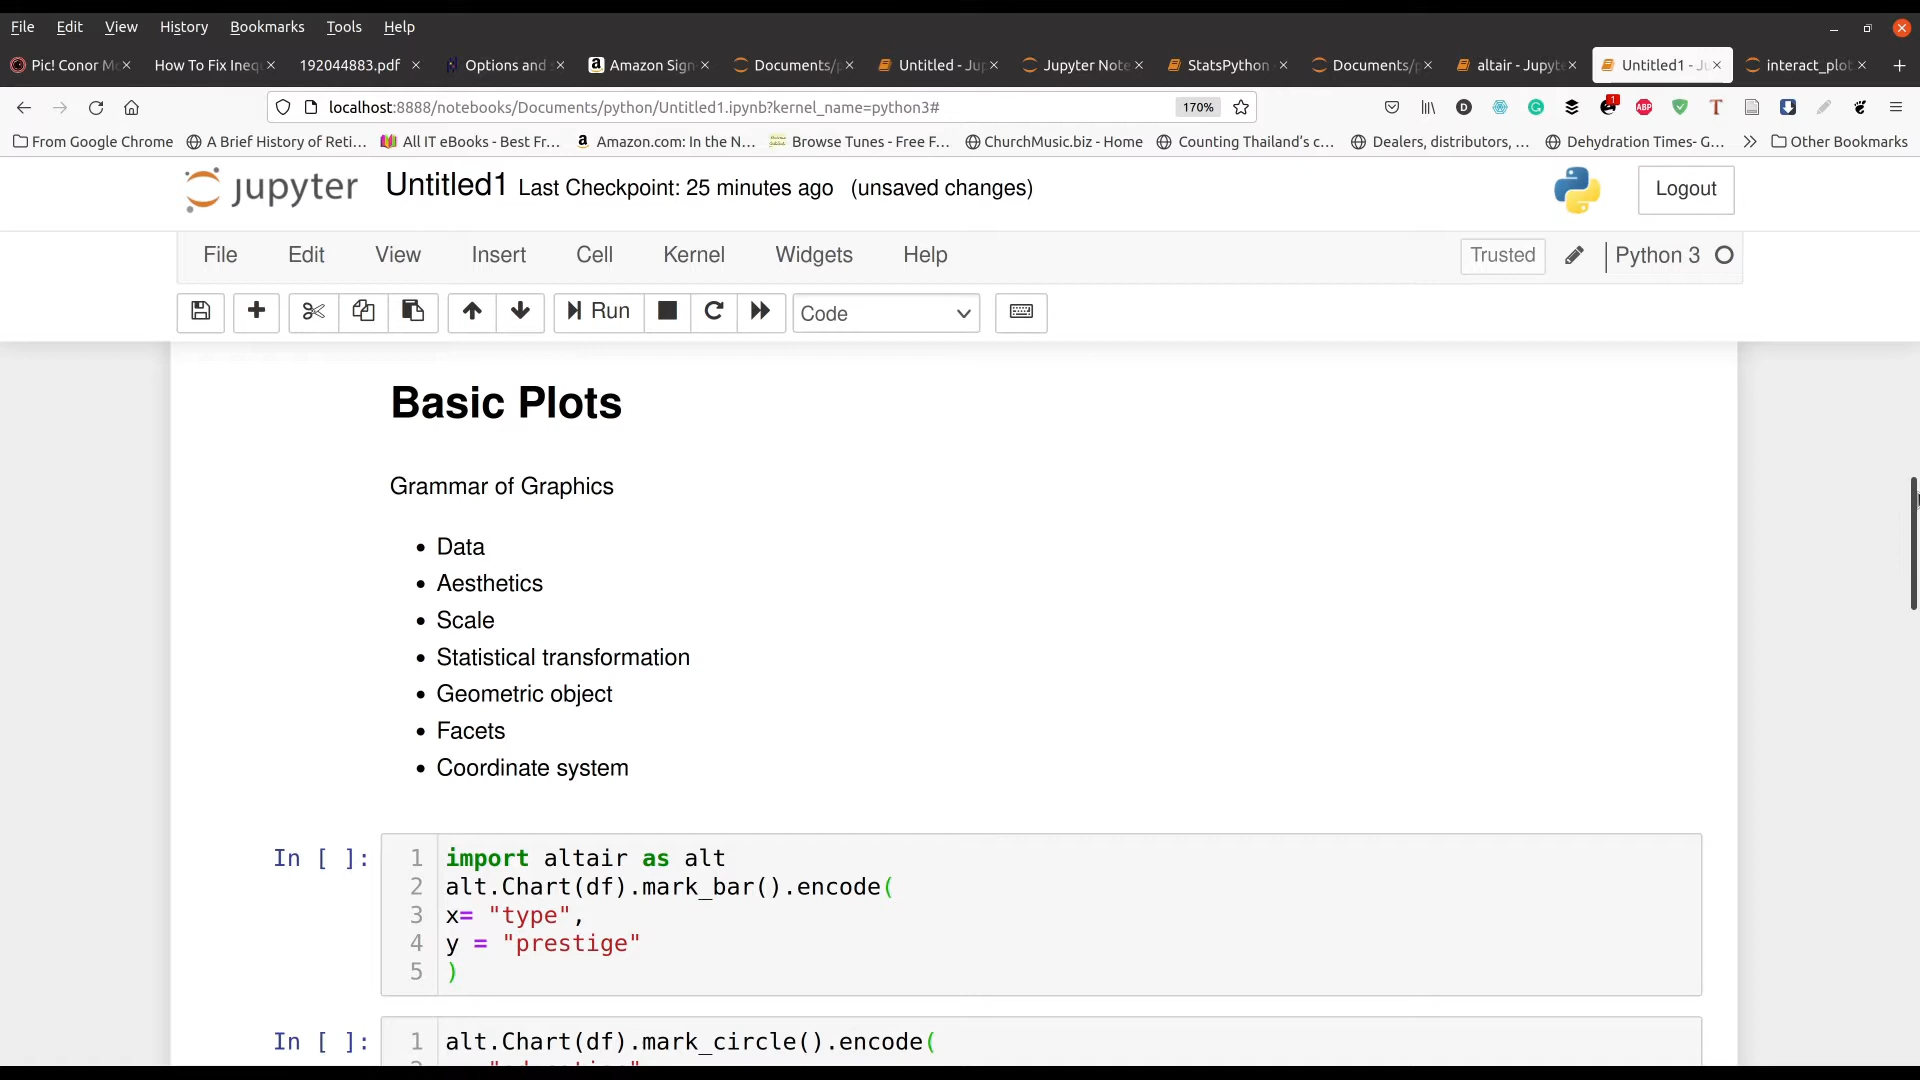 File Edit View History Bookmarks Tools Help
Pic! Conor Mc How To Fix Ineq 192044883.pdf Options and s Amazon Sign- Documents/p Untitled - Jup Jupyter Note StatsPython Documents/p altair - Jupyte Untitled1 - Ju interact_plot
localhost:8888/notebooks/Documents/python/Untitled1.ipynb?kernel_name=python3# 170% D 1 ABP T
From Google Chrome A Brief History of Reti... All IT eBooks - Best Fr... Amazon.com: In the N... Browse Tunes - Free F... ChurchMusic.biz - Home Counting Thailand's c... Dealers, distributors, ... Dehydration Times- G... Other Bookmarks
jupyter Untitled1 Last Checkpoint: 25 minutes ago (unsaved changes) Logout
File Edit View Insert Cell Kernel Widgets Help Trusted Python 3
Run Code
Basic Plots
Grammar of Graphics
• Data
• Aesthetics
• Scale
• Statistical transformation
• Geometric object
• Facets
• Coordinate system
In [ ]: 1 import altair as alt
2 alt.Chart(df).mark_bar().encode(
3 x= "type",
4 y = "prestige"
5 )
In [ ]: 1 alt.Chart(df).mark_circle().encode(